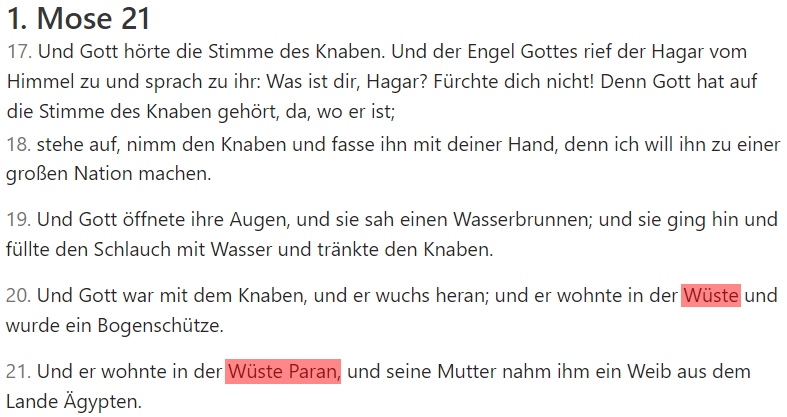 1. Mose 21
17. Und Gott hörte die Stimme des Knaben. Und der Engel Gottes rief der Hagar vom
Himmel zu und sprach zu ihr: Was ist dir, Hagar? Fürchte dich nicht! Denn Gott hat auf
die Stimme des Knaben gehört, da, wo er ist;
18. stehe auf, nimm den Knaben und fasse ihn mit deiner Hand, denn ich will ihn zu einer
großen Nation machen.
19. Und Gott öffnete ihre Augen, und sie sah einen Wasserbrunnen; und sie ging hin und
füllte den Schlauch mit Wasser und tränkte den Knaben.
20. Und Gott war mit dem Knaben, und er wuchs heran; und er wohnte in der Wüste und
wurde ein Bogenschütze.
21. Und er wohnte in der Wüste Paran, und seine Mutter nahm ihm ein Weib aus dem
Lande Ägypten.